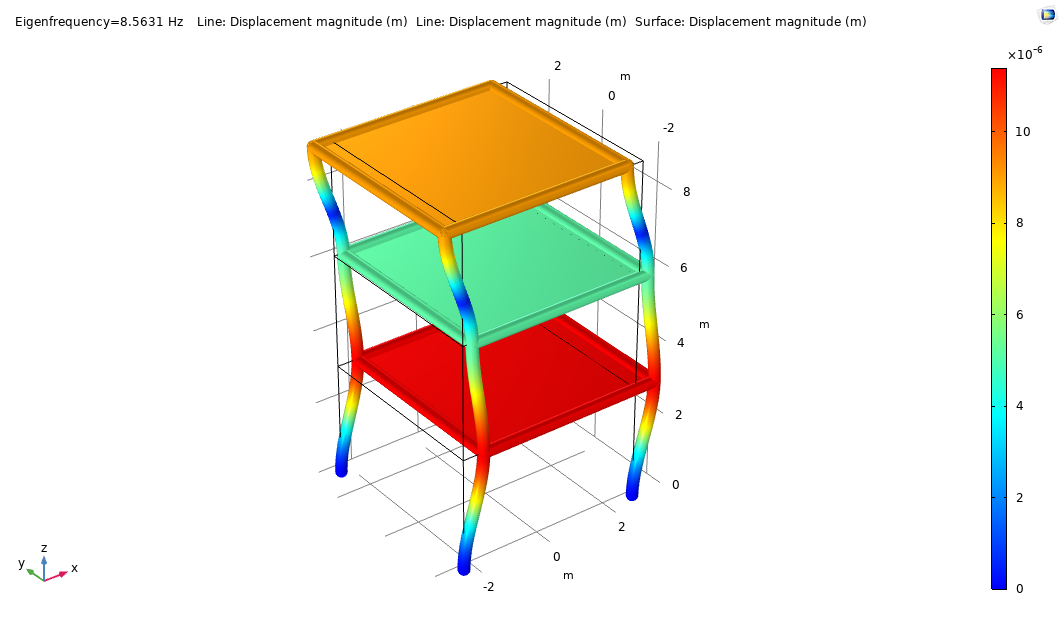 Eigenfrequency=8.5631 Hz Line: Displacement magnitude (m) Line: Displacement magnitude (m) Surface: Displacement magnitude (m)
×10⁻⁶
2
m
0
-2
10
8
8
6
6
m
4
4
2
2
0
2
0
0
m
-2
z
y
x